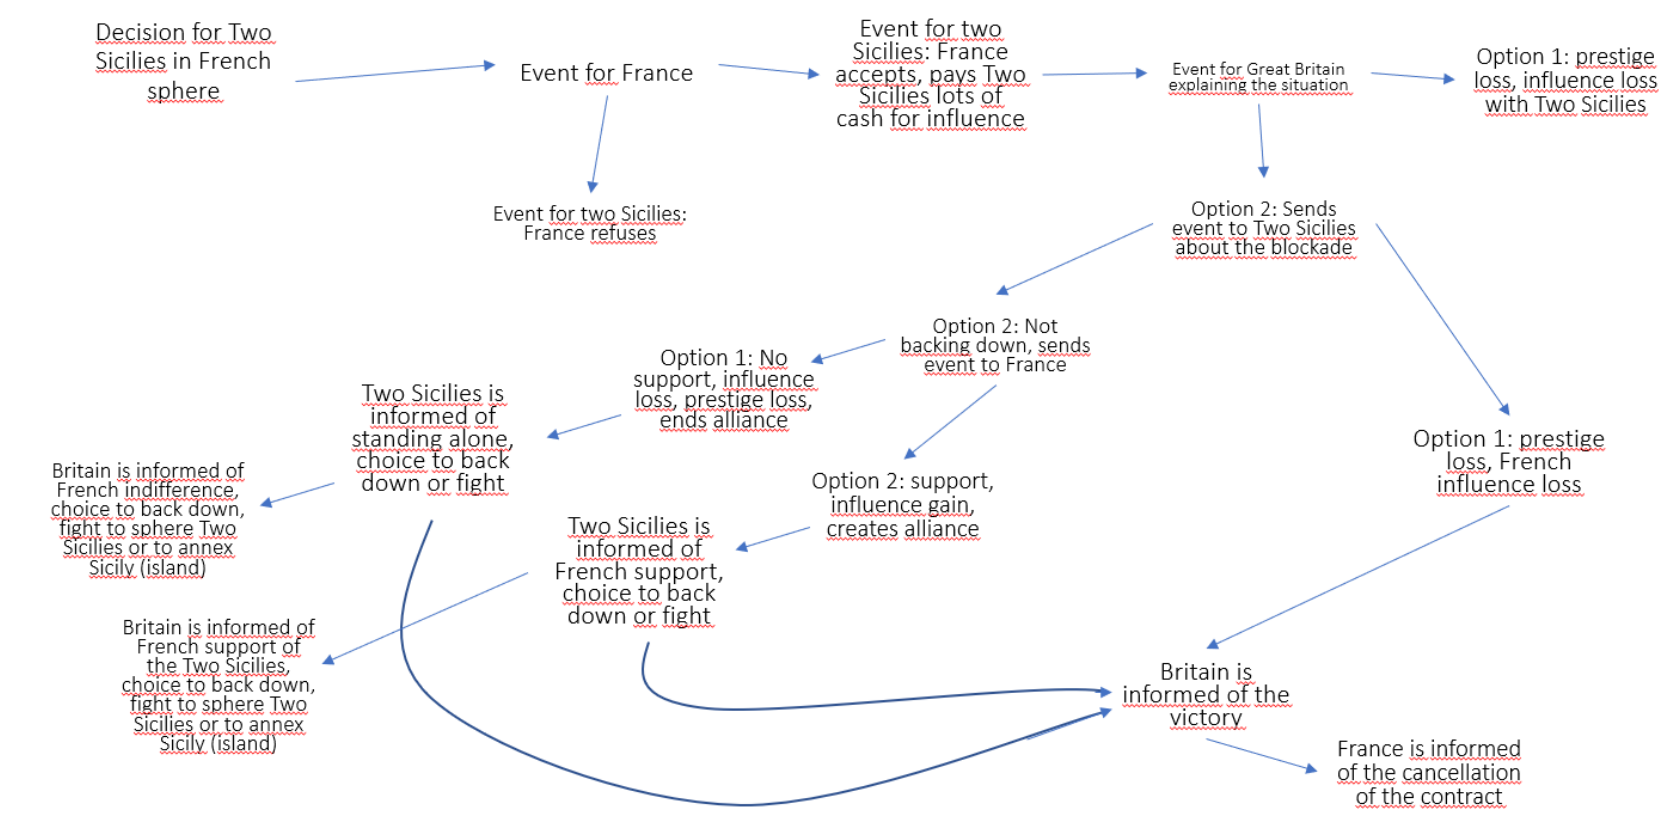 Decision for Two
Sicilies in French
sphere
Event for France
Event for two
Sicilies: France
accepts, pays Two
Sicilies lots of
cash for influence
Event for Great Britain
explaining the situation
Option 1: prestige
loss, influence loss
with Two Sicilies
Event for two Sicilies:
France refuses
Option 2: Sends
event to Two Sicilies
about the blockade
Option 2: Not
backing down, sends
event to France
Option 1: No
support, influence
loss, prestige loss,
ends alliance
Two Sicilies is
informed of
standing alone,
choice to back
down or fight
Britain is informed of
French indifference,
choice to back down,
fight to sphere Two
Sicilies or to annex
Sicily (island)
Option 2: support,
influence gain,
creates alliance
Two Sicilies is
informed of
French support,
choice to back
down or fight
Britain is informed of
French support of
the Two Sicilies,
choice to back down,
fight to sphere Two
Sicilies or to annex
Sicily (island)
Option 1: prestige
loss, French
influence loss
Britain is
informed of the
victory
France is informed
of the cancellation
of the contract